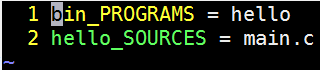 1 bin_PROGRAMS = hello
2 hello_SOURCES = main.c
~